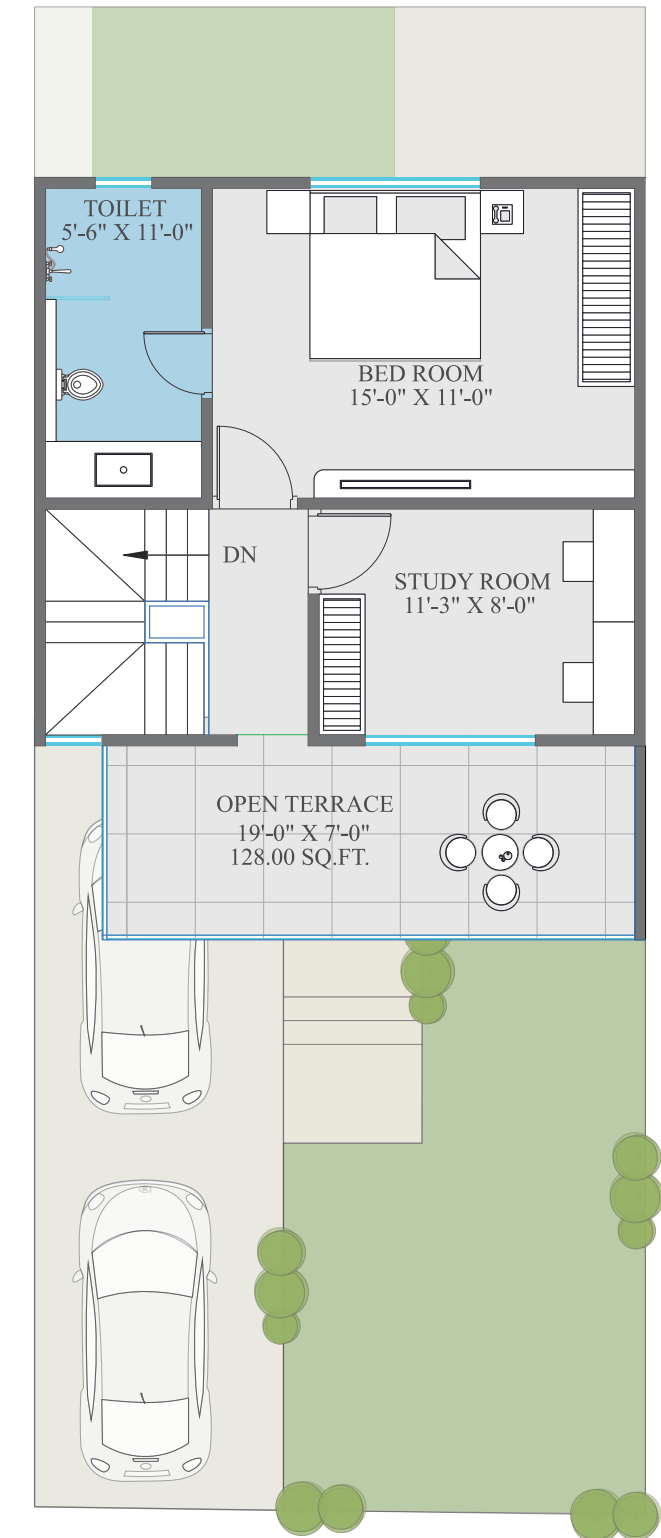 TOILET
5'-6" X 11'-0"
BED ROOM
15'-0" X 11'-0"
DN
STUDY ROOM
11'-3" X 8'-0"
OPEN TERRACE
19'-0" X 7'-0"
128.00 SQ.FT.